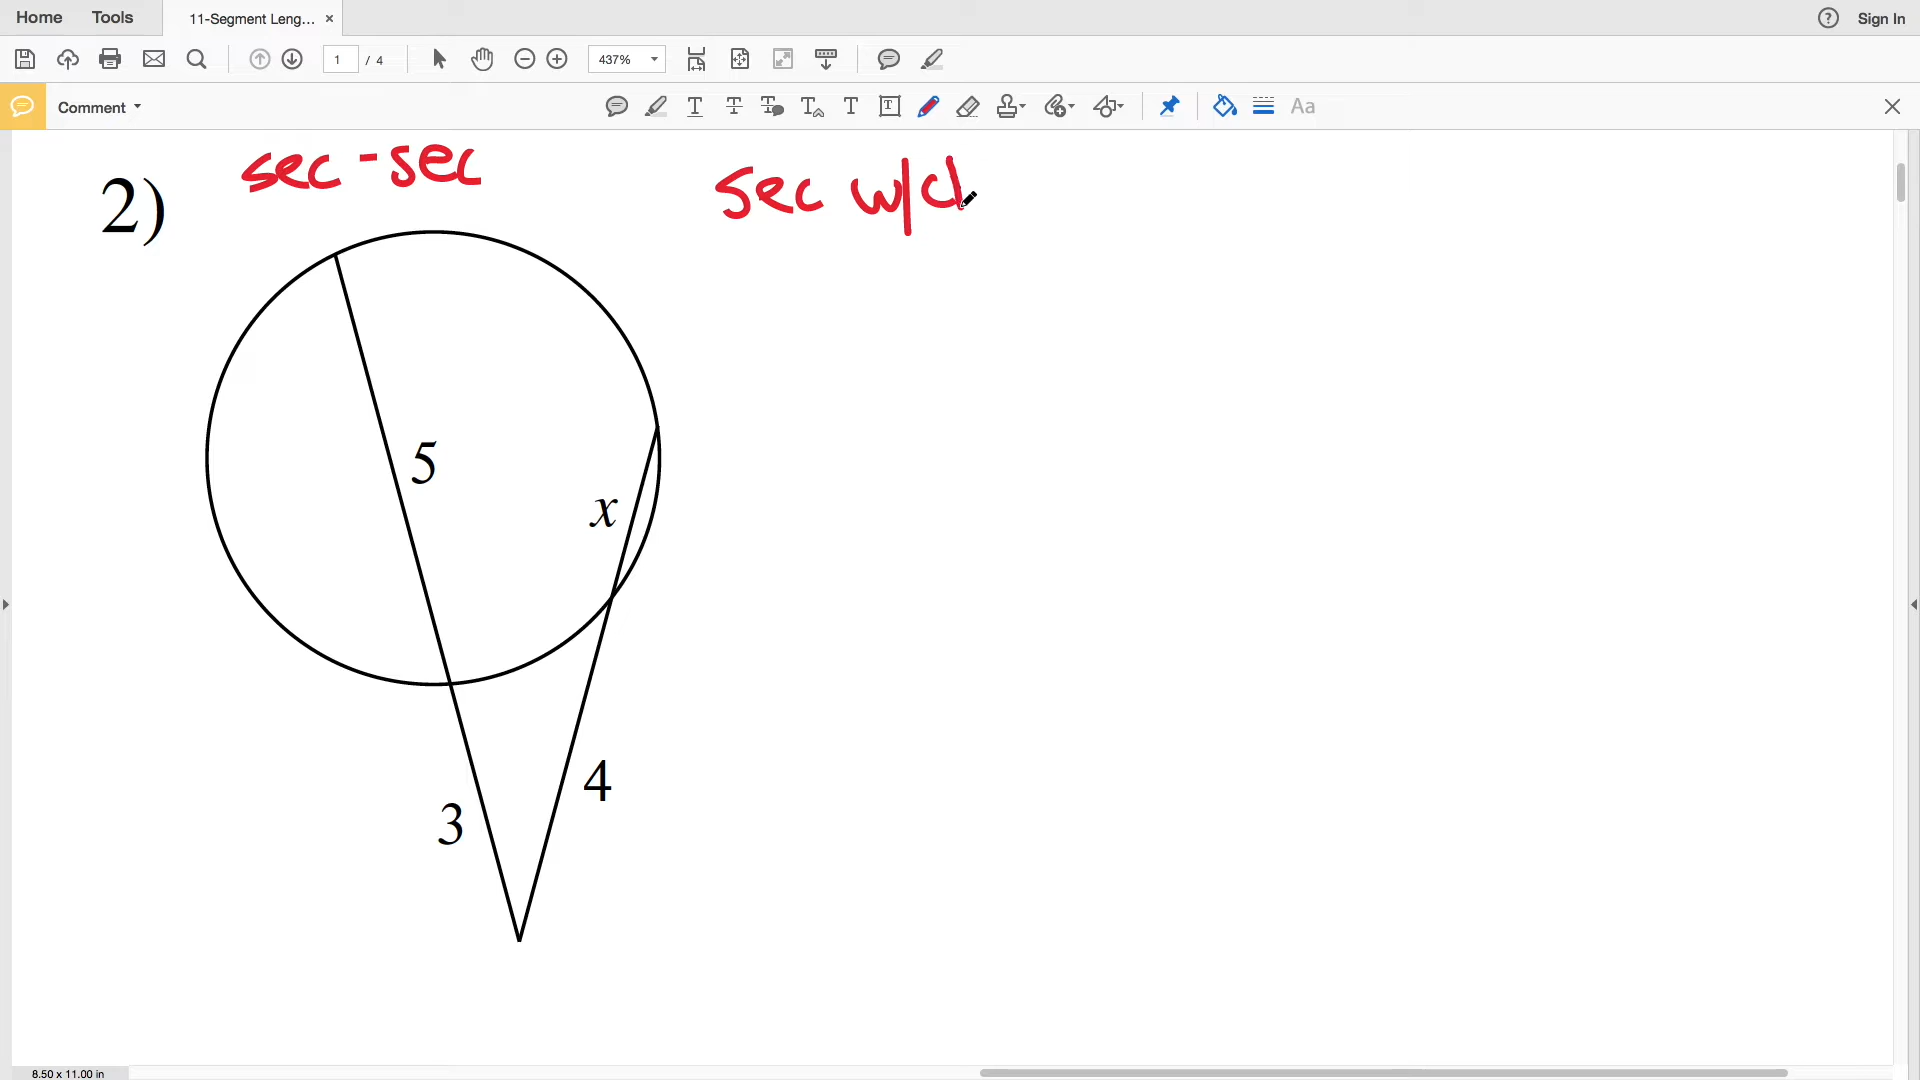 Home Tools 11-Segment Leng... × Sign In
1 / 4 437%
Comment Aa
sec - sec
sec w/
2)
5
x
4
3
8.50 x 11.00 in